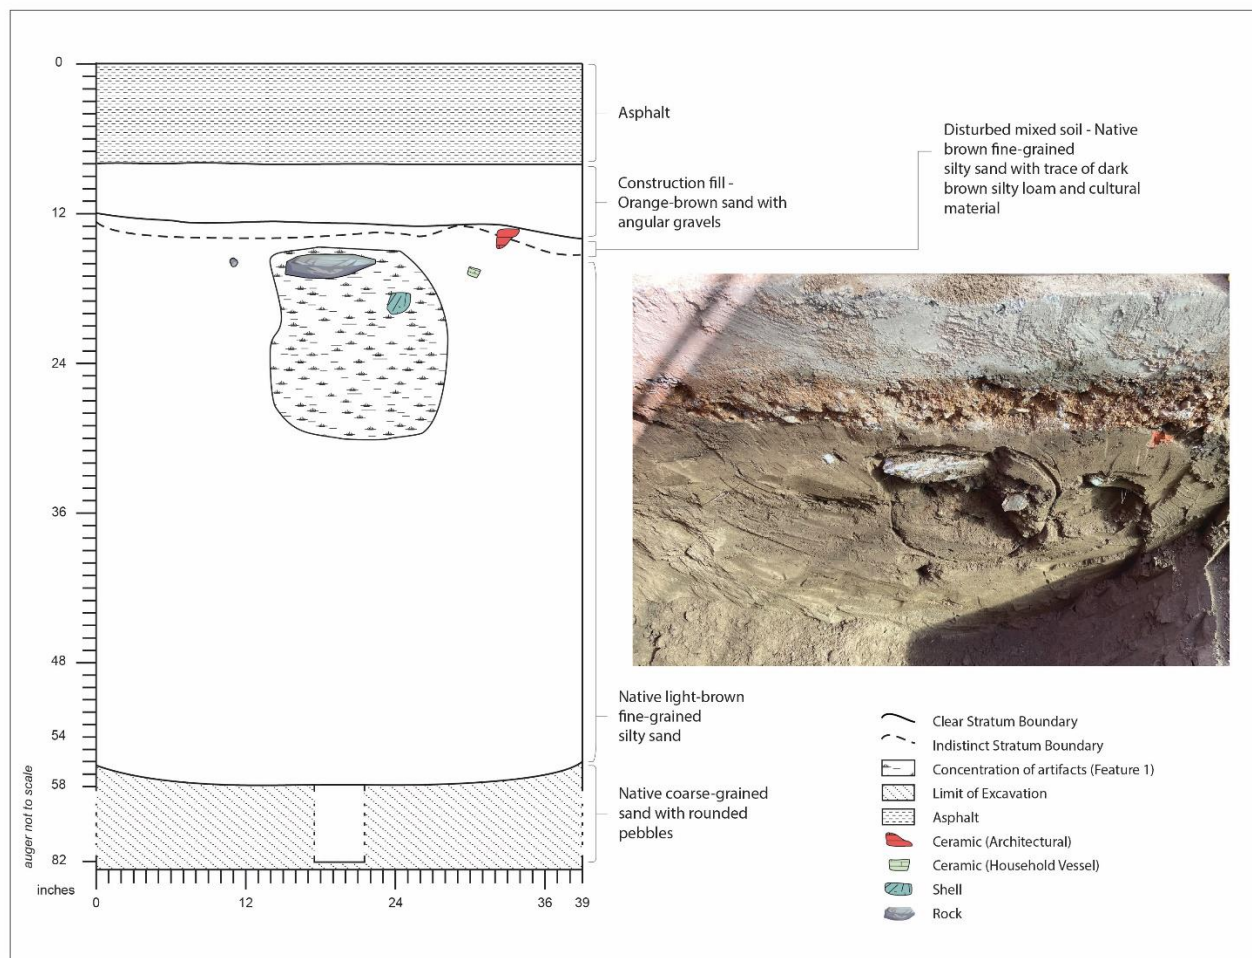 0
12
24
36
48
54
58
82
auger not to scale
inches
0
12
24
36
39
Asphalt
Construction fill -
Orange-brown sand with
angular gravels
Disturbed mixed soil - Native
brown fine-grained
silty sand with trace of dark
brown silty loam and cultural
material
Native light-brown
fine-grained
silty sand
Native coarse-grained
sand with rounded
pebbles
Clear Stratum Boundary
Indistinct Stratum Boundary
Concentration of artifacts (Feature 1)
Limit of Excavation
Asphalt
Ceramic (Architectural)
Ceramic (Household Vessel)
Shell
Rock